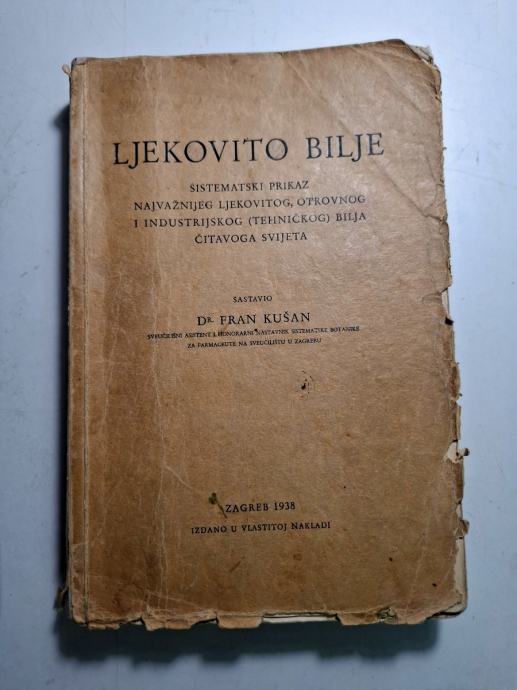 LJEKOVITO BILJE
SISTEMATSKI PRIKAZ
NAJVAŽNIJEG LJEKOVITOG, OTROVNOG
I INDUSTRIJSKOG (TEHNIČKOG) BILJA
ČITAVOGA SVIJETA
SASTAVIO
DR. FRAN KUŠAN
SVEUČILIŠNI ASISTENT I HONORARNI NASTAVNIK SISTEMATSKE BOTANIKE
ZA FARMACEUTE NA SVEUČILIŠTU U ZAGREBU
ZAGREB 1938
IZDANO U VLASTITOJ NAKLADI